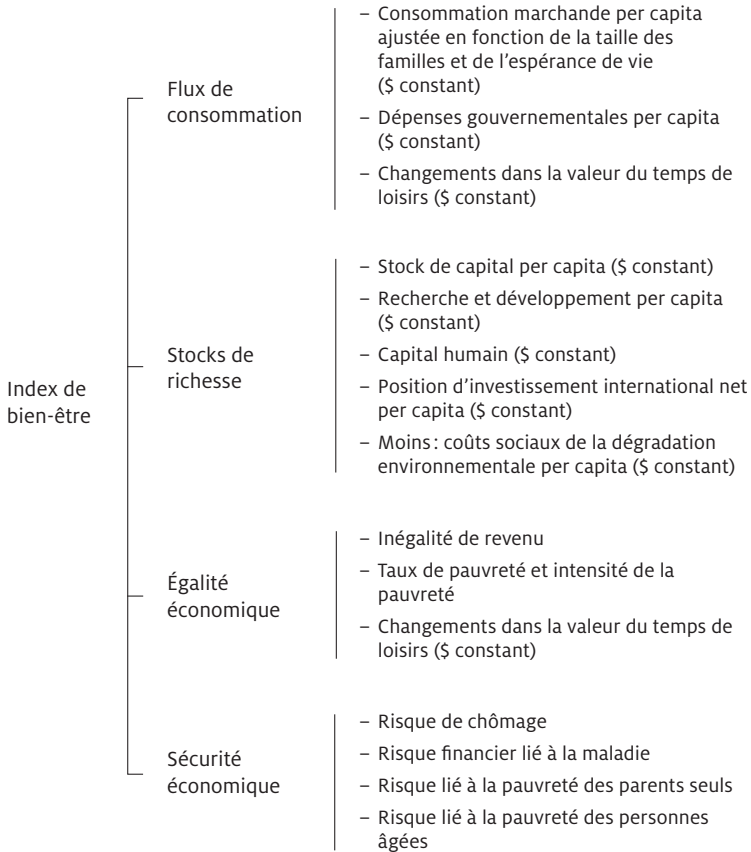 Index de
bien-être
Flux de
consommation
– Consommation marchande per capita
ajustée en fonction de la taille des
familles et de l'espérance de vie
($ constant)
– Dépenses gouvernementales per capita
($ constant)
– Changements dans la valeur du temps de
loisirs ($ constant)
Stocks de
richesse
– Stock de capital per capita ($ constant)
– Recherche et développement per capita
($ constant)
– Capital humain ($ constant)
– Position d'investissement international net
per capita ($ constant)
– Moins : coûts sociaux de la dégradation
environnementale per capita ($ constant)
Égalité
économique
– Inégalité de revenu
– Taux de pauvreté et intensité de la
pauvreté
– Changements dans la valeur du temps de
loisirs ($ constant)
Sécurité
économique
– Risque de chômage
– Risque financier lié à la maladie
– Risque lié à la pauvreté des parents seuls
– Risque lié à la pauvreté des personnes
âgées